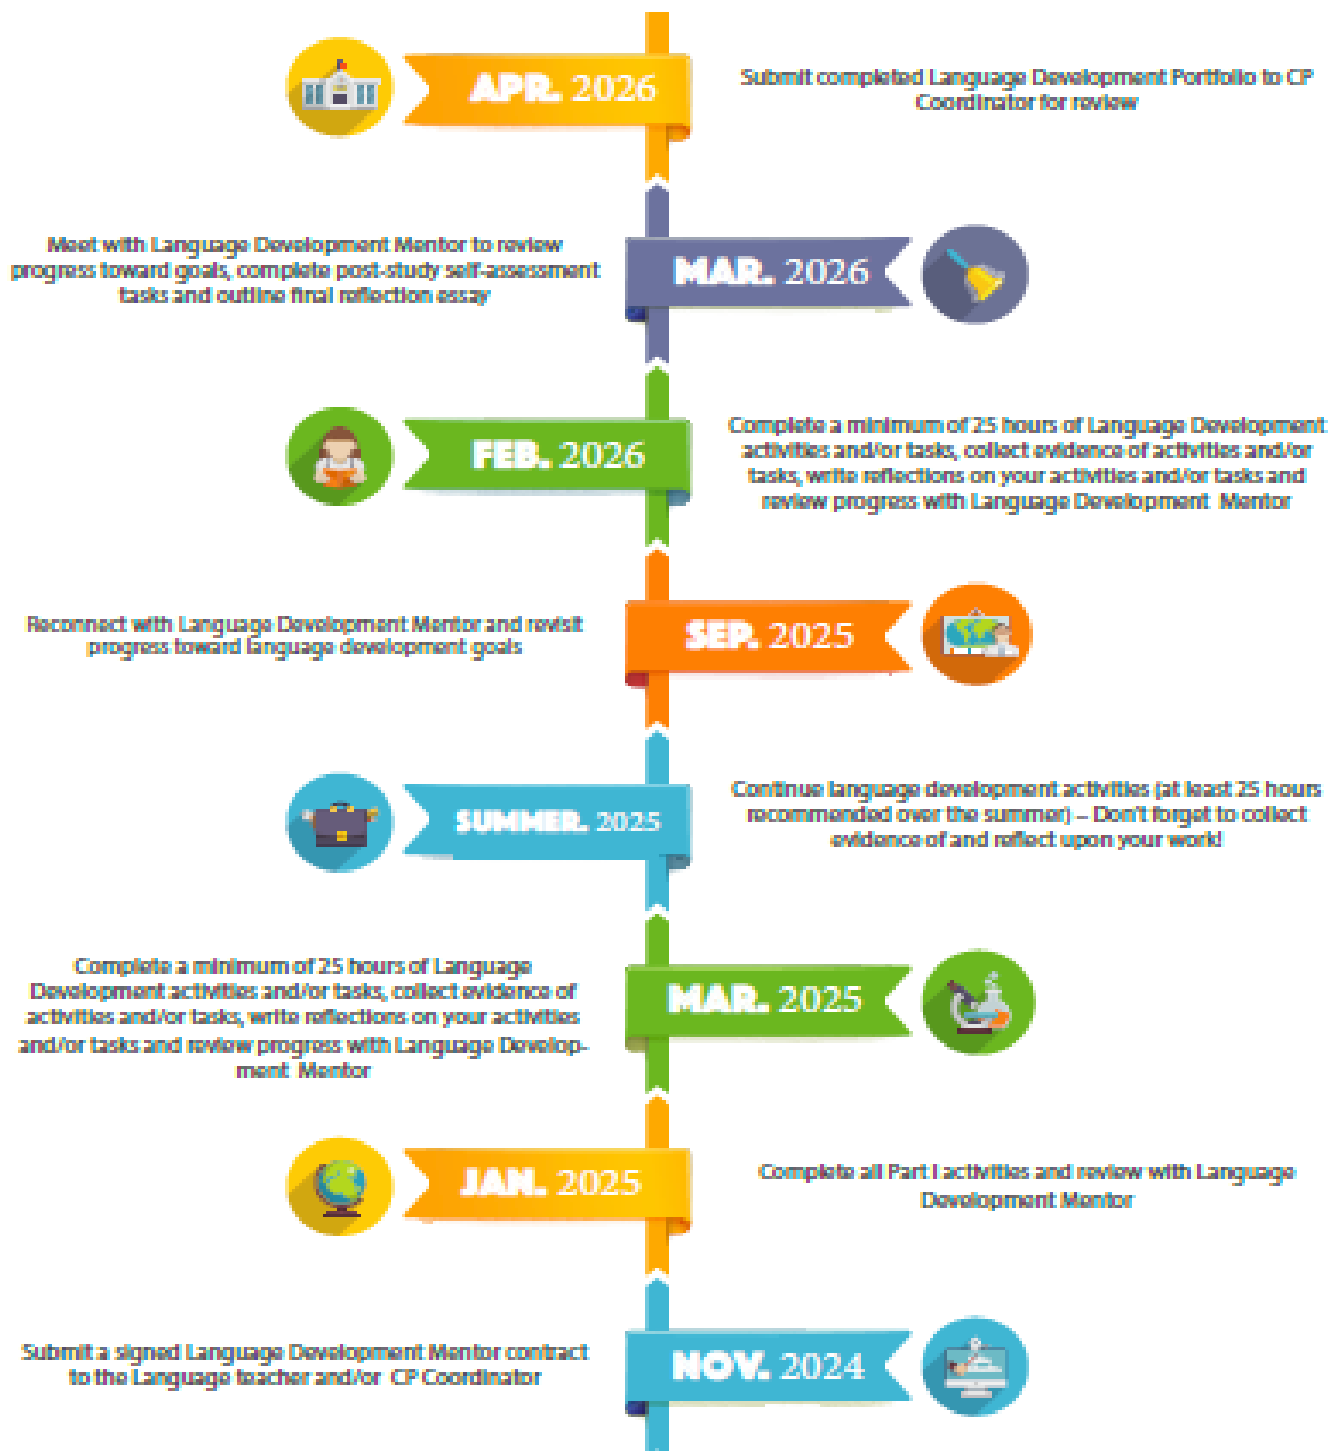 APR. 2026
Submit completed Language Development Portfolio to CP
Coordinator for review
Meet with Language Development Mentor to review
progress toward goals, complete post-study self-assessment
tasks and outline final reflection essay
MAR. 2026
FEB. 2026
Complete a minimum of 25 hours of Language Development
activities and/or tasks, collect evidence of activities and/or
tasks, write reflections on your activities and/or tasks and
review progress with Language Development Mentor
Reconnect with Language Development Mentor and revisit
progress toward language development goals
SEP. 2025
SUMMER. 2025
Continue language development activities (at least 25 hours
recommended over the summer) – Don't forget to collect
evidence of and reflect upon your work!
Complete a minimum of 25 hours of Language
Development activities and/or tasks, collect evidence of
activities and/or tasks, write reflections on your activities
and/or tasks and review progress with Language Develop-
ment Mentor
MAR. 2025
JAN. 2025
Complete all Part I activities and review with Language
Development Mentor
Submit a signed Language Development Mentor contract
to the Language teacher and/or CP Coordinator
NOV. 2024